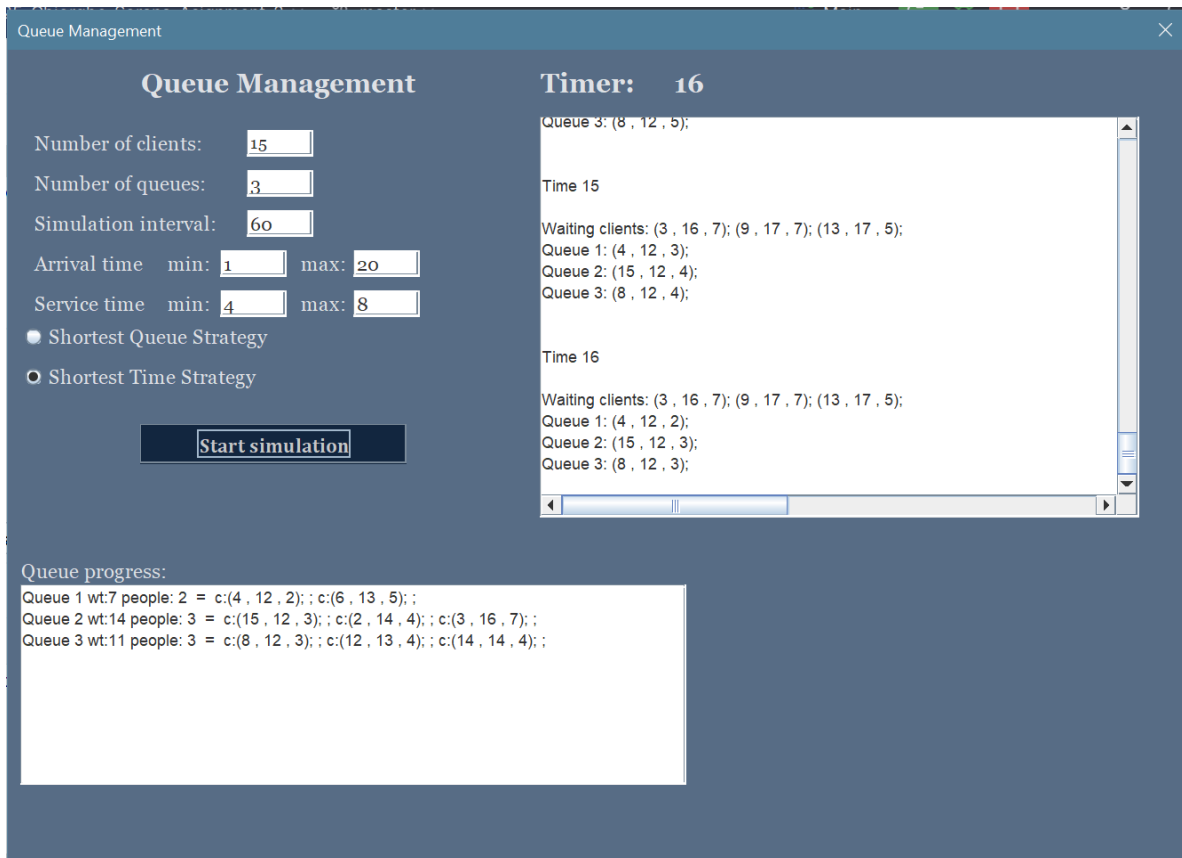 Queue Management
Queue Management
Number of clients: 15
Number of queues: 3
Simulation interval: 60
Arrival time min: 1 max: 20
Service time min: 4 max: 8
Shortest Queue Strategy
Shortest Time Strategy
Start simulation
Timer: 16
Queue 3: (8 , 12 , 5);
Time 15
Waiting clients: (3 , 16 , 7); (9 , 17 , 7); (13 , 17 , 5);
Queue 1: (4 , 12 , 3);
Queue 2: (15 , 12 , 4);
Queue 3: (8 , 12 , 4);
Time 16
Waiting clients: (3 , 16 , 7); (9 , 17 , 7); (13 , 17 , 5);
Queue 1: (4 , 12 , 2);
Queue 2: (15 , 12 , 3);
Queue 3: (8 , 12 , 3);
Queue progress:
Queue 1 wt:7 people: 2 = c:(4 , 12 , 2); ; c:(6 , 13 , 5); ;
Queue 2 wt:14 people: 3 = c:(15 , 12 , 3); ; c:(2 , 14 , 4); ; c:(3 , 16 , 7); ;
Queue 3 wt:11 people: 3 = c:(8 , 12 , 3); ; c:(12 , 13 , 4); ; c:(14 , 14 , 4); ;